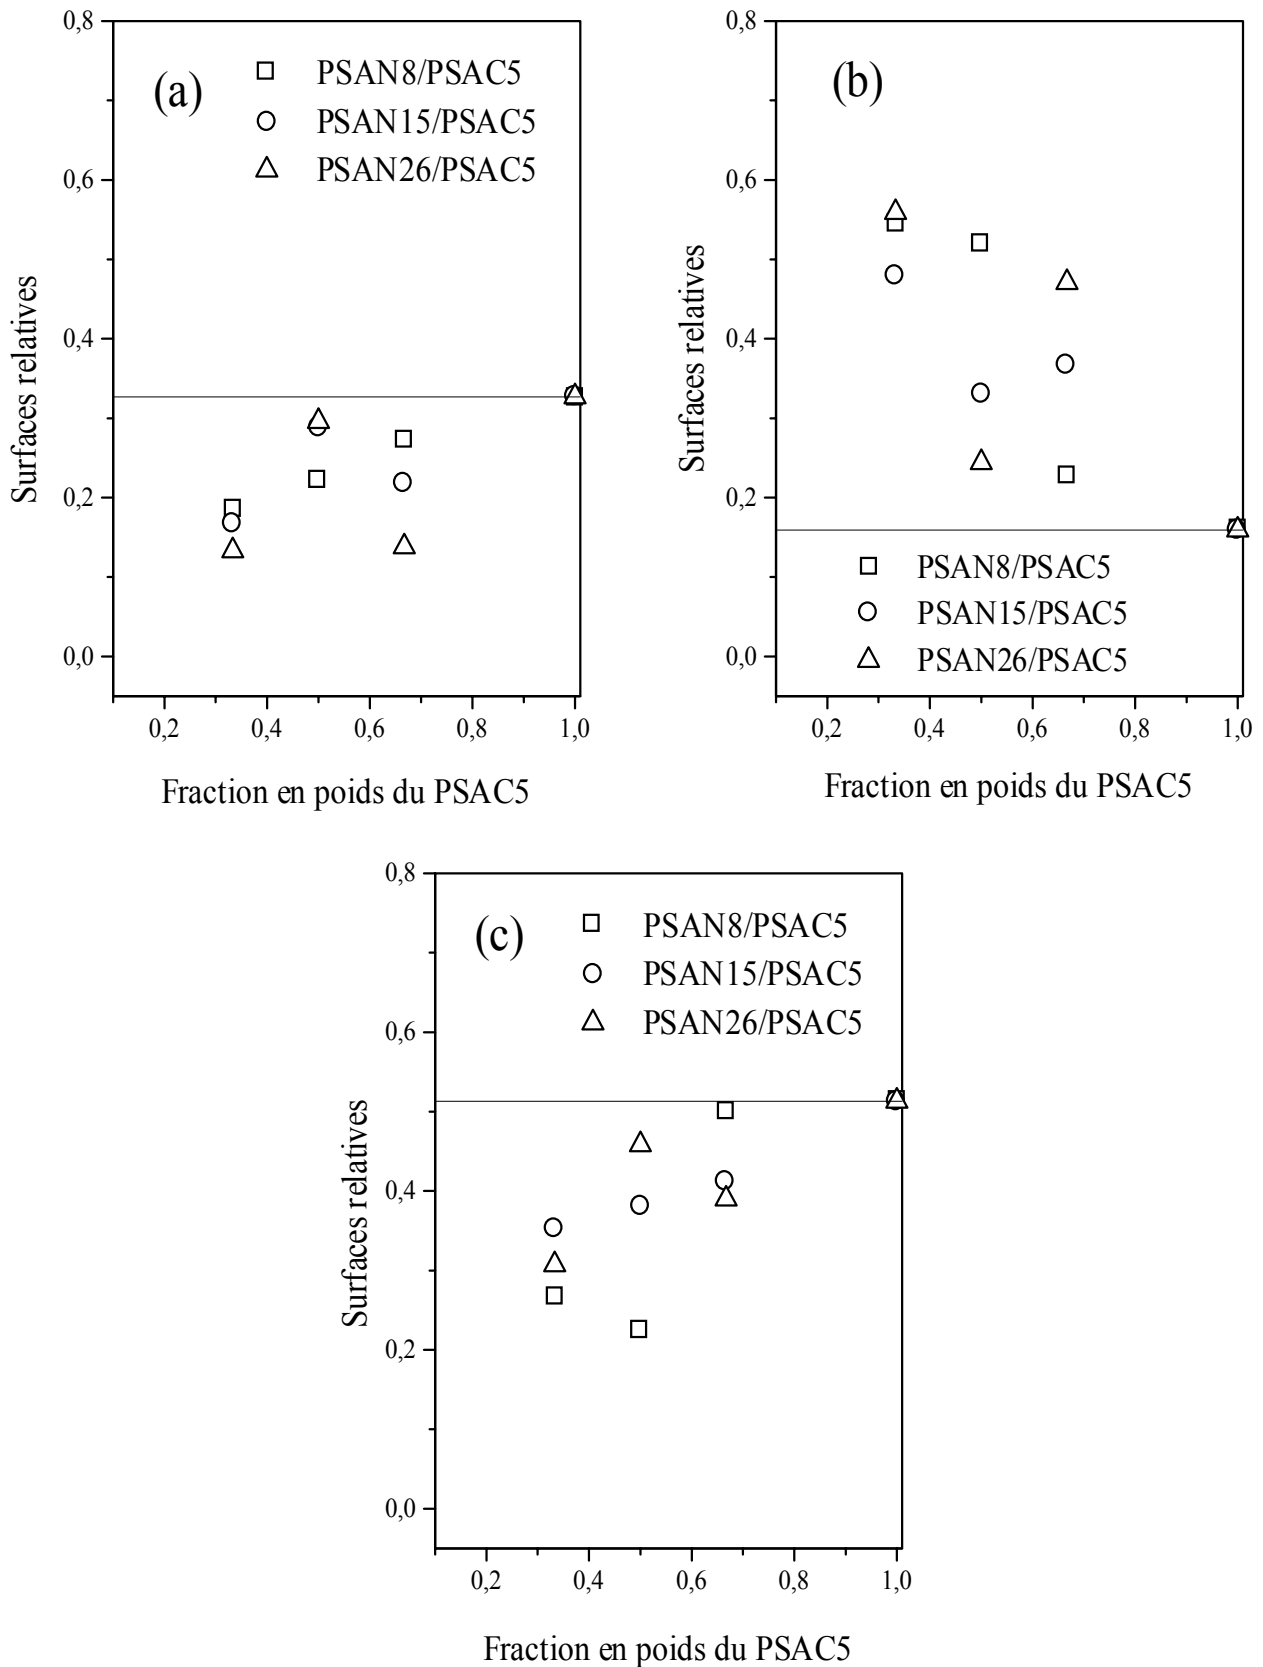 (a)
PSAN8/PSAC5
PSAN15/PSAC5
PSAN26/PSAC5
0,8
0,6
0,4
0,2
0,0
Surfaces relatives
0,2 0,4 0,6 0,8 1,0
Fraction en poids du PSAC5
(b)
0,8
0,6
0,4
0,2
0,0
Surfaces relatives
PSAN8/PSAC5
PSAN15/PSAC5
PSAN26/PSAC5
0,2 0,4 0,6 0,8 1,0
Fraction en poids du PSAC5
(c)
PSAN8/PSAC5
PSAN15/PSAC5
PSAN26/PSAC5
0,8
0,6
0,4
0,2
0,0
Surfaces relatives
0,2 0,4 0,6 0,8 1,0
Fraction en poids du PSAC5